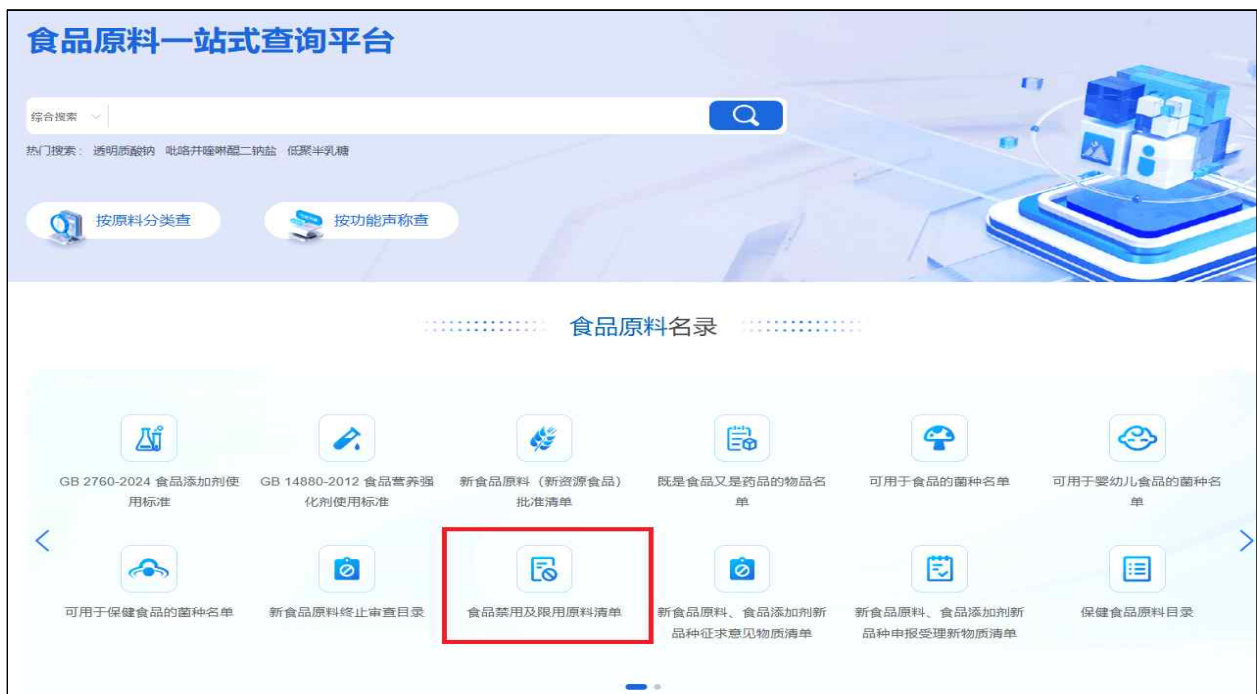 食品原料一站式查询平台
综合搜索
热门搜索： 透明质酸钠 吡咯并喹啉醌二钠盐 低聚半乳糖
按原料分类查 按功能声称查
食品原料名录
GB 2760-2024 食品添加剂使
用标准
GB 14880-2012 食品营养强
化剂使用标准
新食品原料（新资源食品）
批准清单
既是食品又是药品的物品名
单
可用于食品的菌种名单
可用于婴幼儿食品的菌种名
单
可用于保健食品的菌种名单
新食品原料终止审查目录
食品禁用及限用原料清单
新食品原料、食品添加剂新
品种征求意见物质清单
新食品原料、食品添加剂新
品种申报受理新物质清单
保健食品原料目录